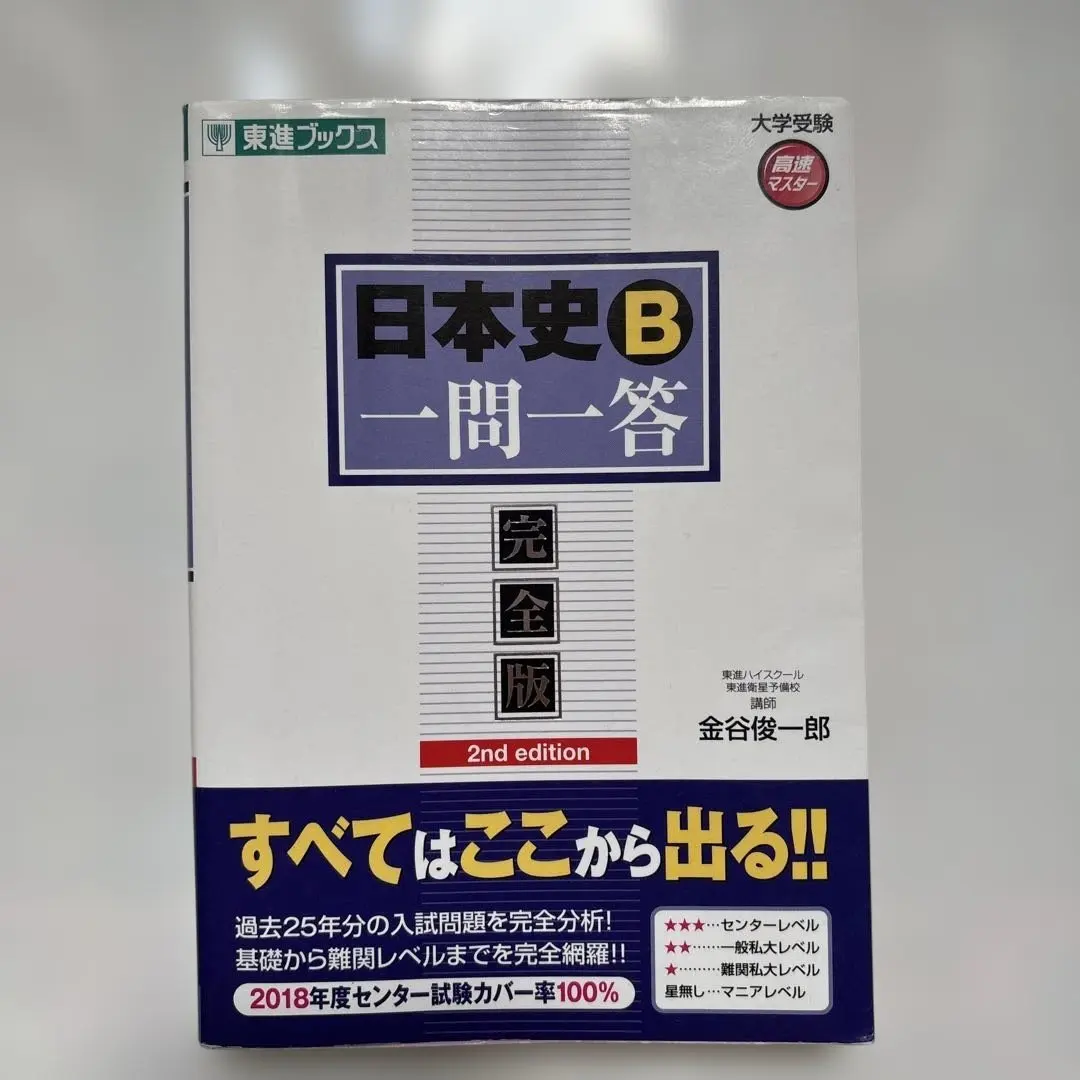 東進ブックス
大学受験
高速
マスター
日本史B
一問一答
完
全
版
2nd edition
東進ハイスクール
東進衛星予備校
講師
金谷俊一郎
すべてはここから出る!!
過去25年分の入試問題を完全分析!
基礎から難関レベルまでを完全網羅!!
2018年度センター試験カバー率100%
★★★…センターレベル
★★……一般私大レベル
★………難関私大レベル
星無し…マニアレベル